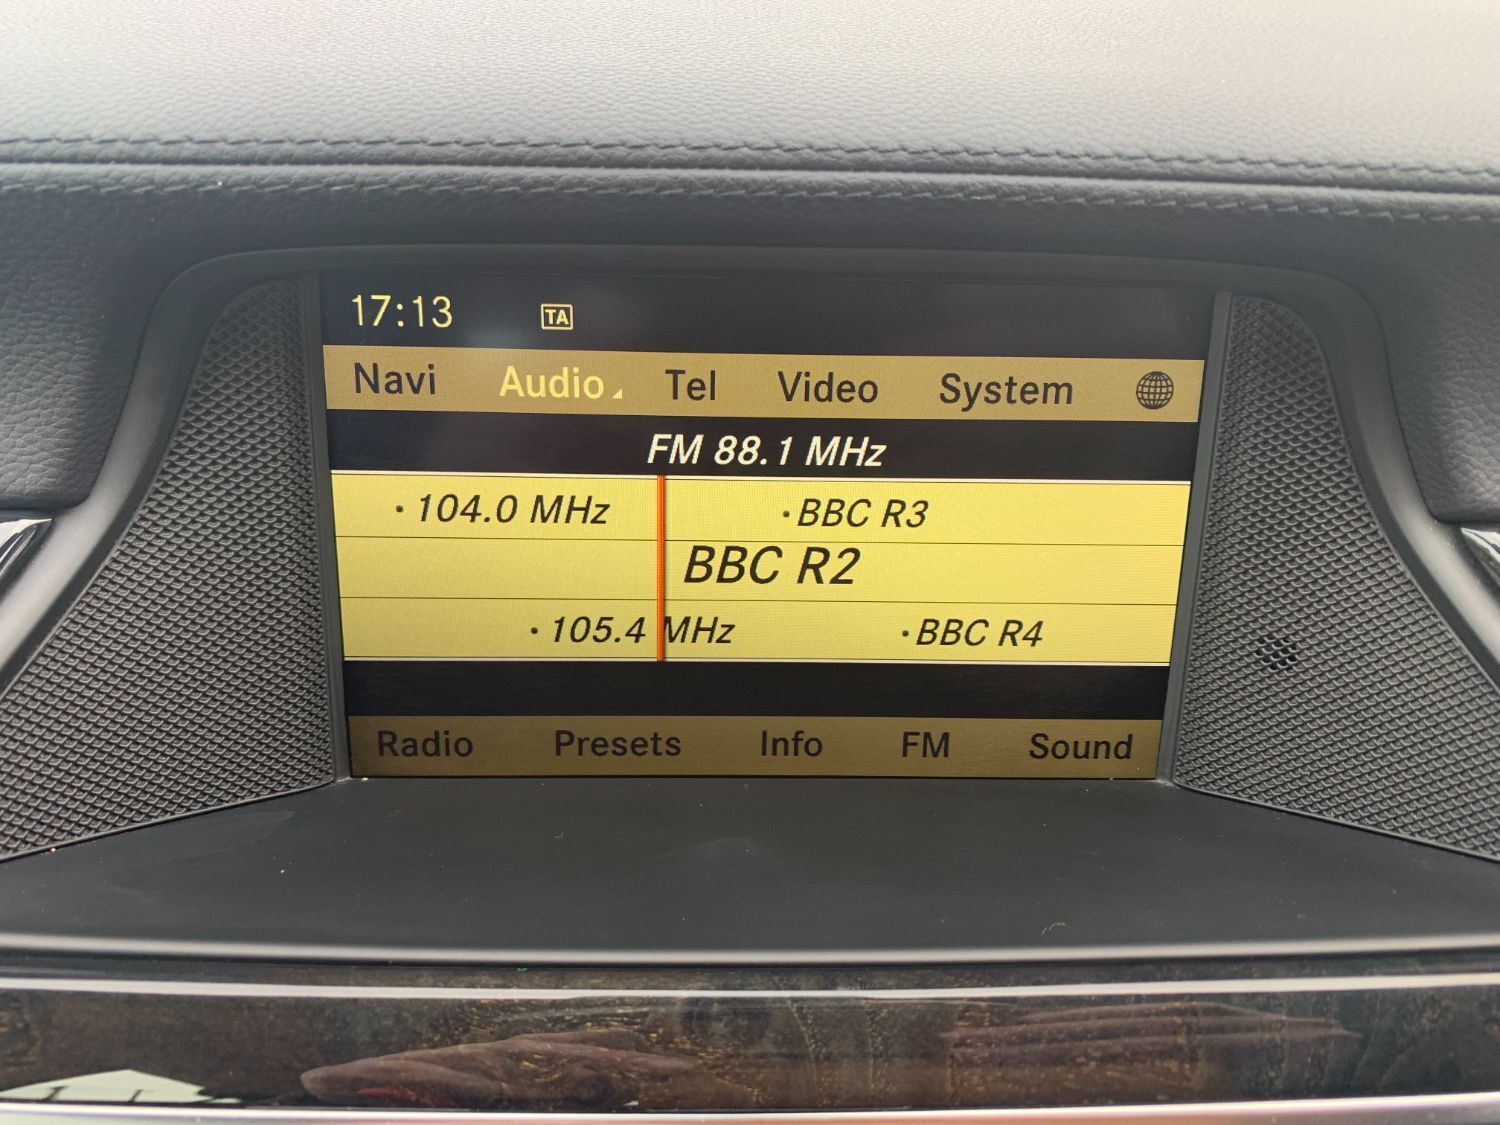 17:13 TA
Navi Audio Tel Video System
FM 88.1 MHz
· 104.0 MHz · BBC R3
BBC R2
· 105.4 MHz · BBC R4
Radio Presets Info FM Sound